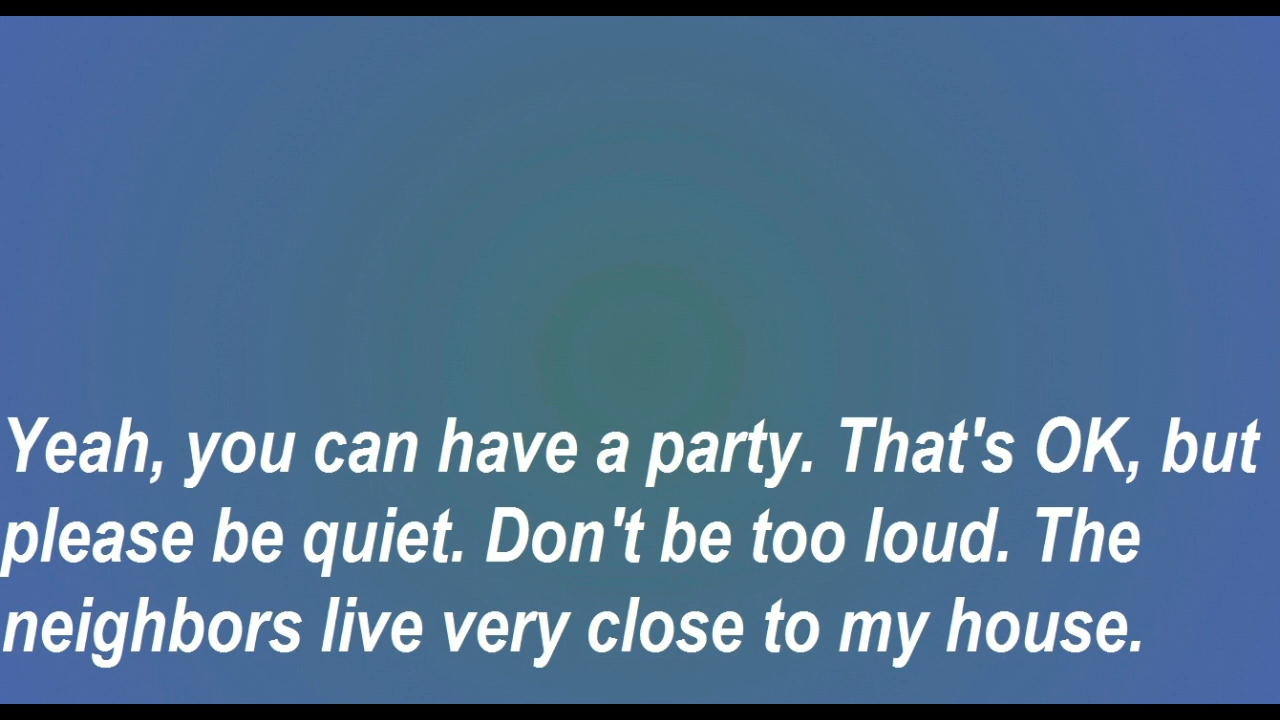 Yeah, you can have a party. That's OK, but
please be quiet. Don't be too loud. The
neighbors live very close to my house.